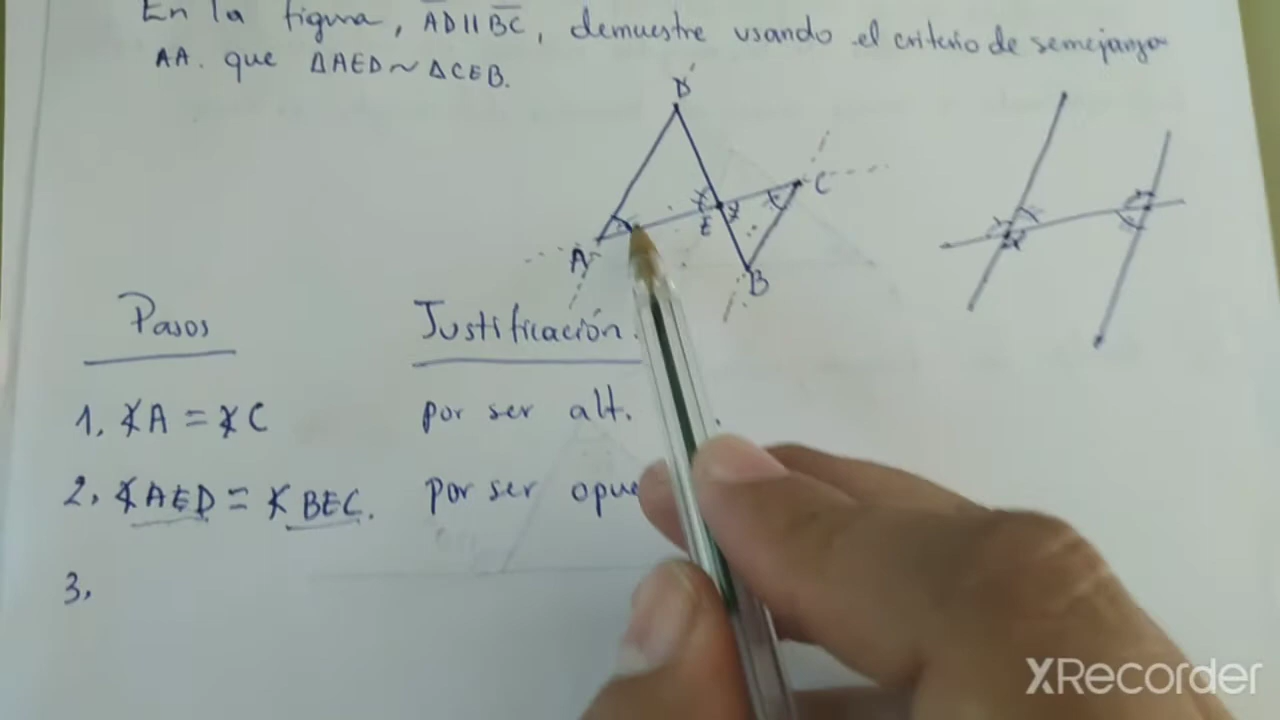 En la figura, AD||BC, demuestre usando el criterio de semejanza
AA. que ΔAED~ΔCEB.
D
C
E
A
B
Pasos
Justificación.
1. ∡A = ∡C
por ser alt.
2. ∡AED = ∡BEC.
por ser opue
3.
XRecorder